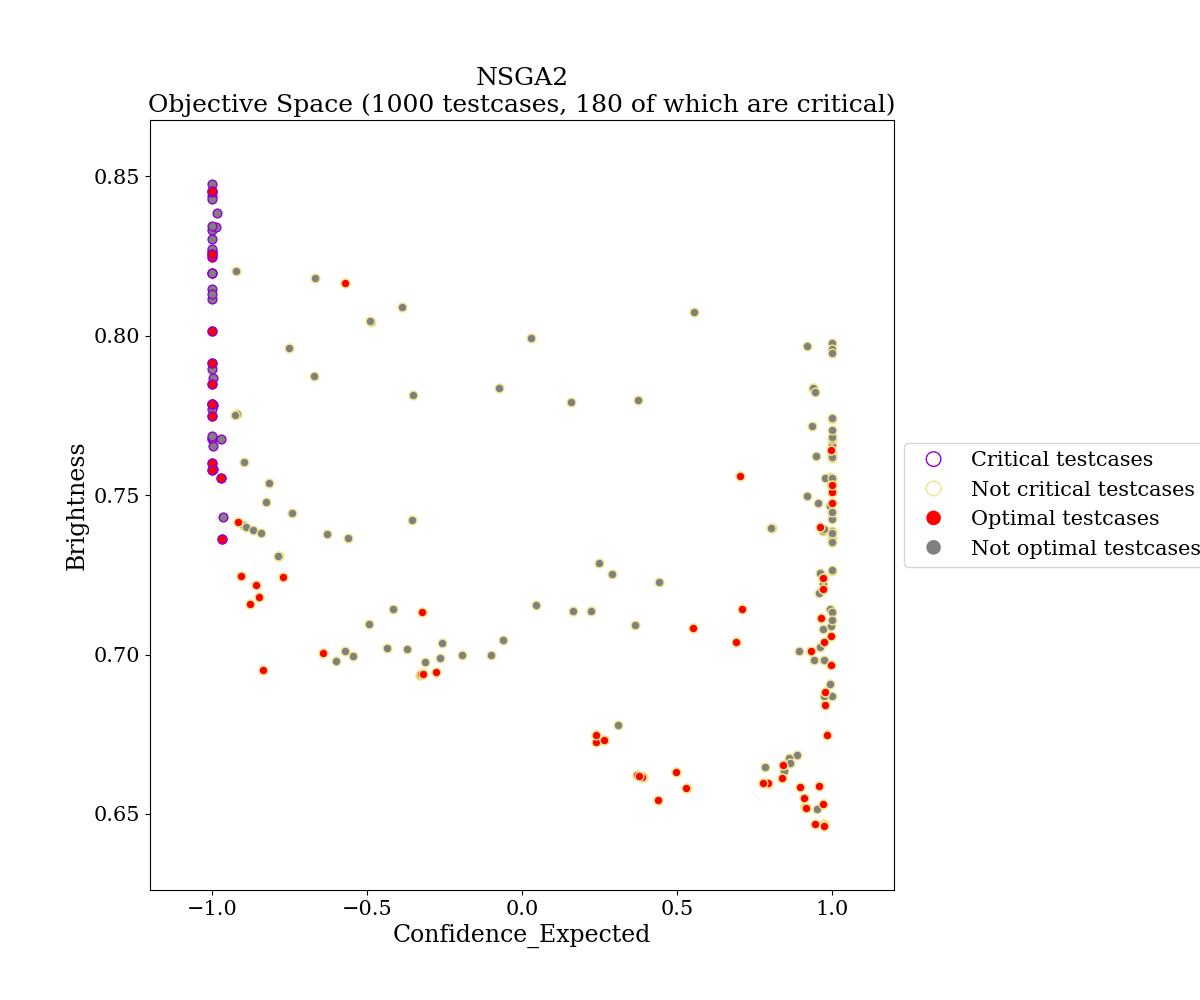 NSGA2
Objective Space (1000 testcases, 180 of which are critical)
0.85
0.80
0.75
0.70
0.65
Brightness
−1.0
−0.5
0.0
0.5
1.0
Confidence_Expected
Critical testcases
Not critical testcases
Optimal testcases
Not optimal testcases